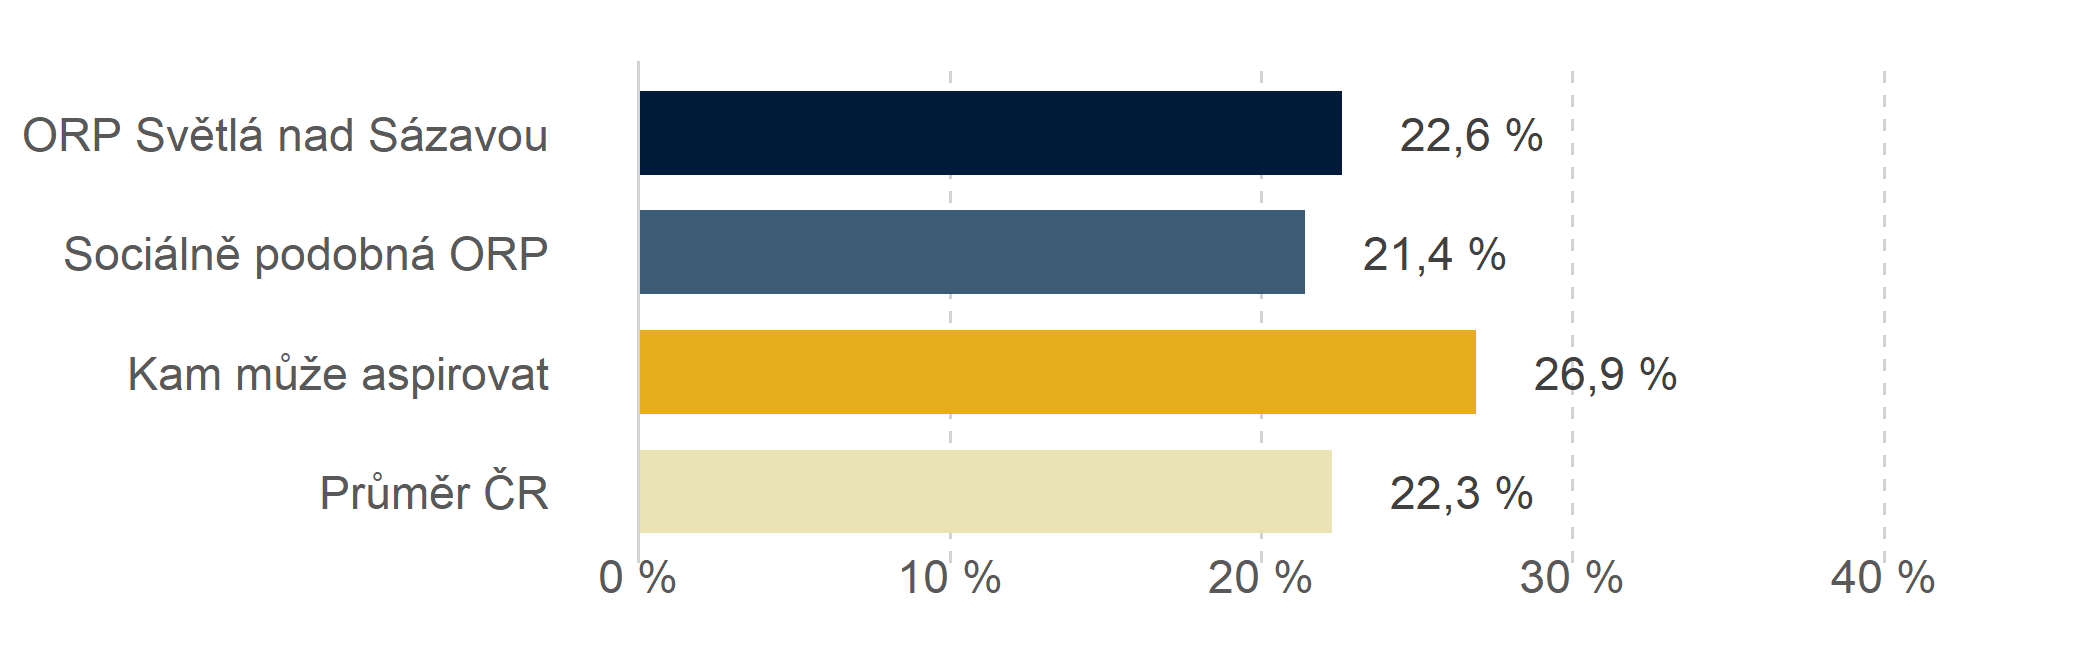 ORP Světlá nad Sázavou 22,6 %
Sociálně podobná ORP 21,4 %
Kam může aspirovat 26,9 %
Průměr ČR 22,3 %
0 % 10 % 20 % 30 % 40 %